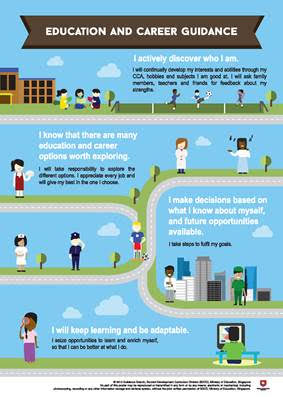 EDUCATION AND CAREER GUIDANCE
I actively discover who I am.
I will continually develop my interests and abilities through my
CCA, hobbies and subjects I am good at. I will ask family
members, teachers and friends for feedback about my
strengths.
I know that there are many
education and career
options worth exploring.
I will take responsibility to explore the
different options. I appreciate every job and
will give my best in the one I choose.
I make decisions based on
what I know about myself,
and future opportunities
available.
I take steps to fulfil my goals.
I will keep learning and be adaptable.
I seize opportunities to learn and enrich myself,
so that I can be better at what I do.